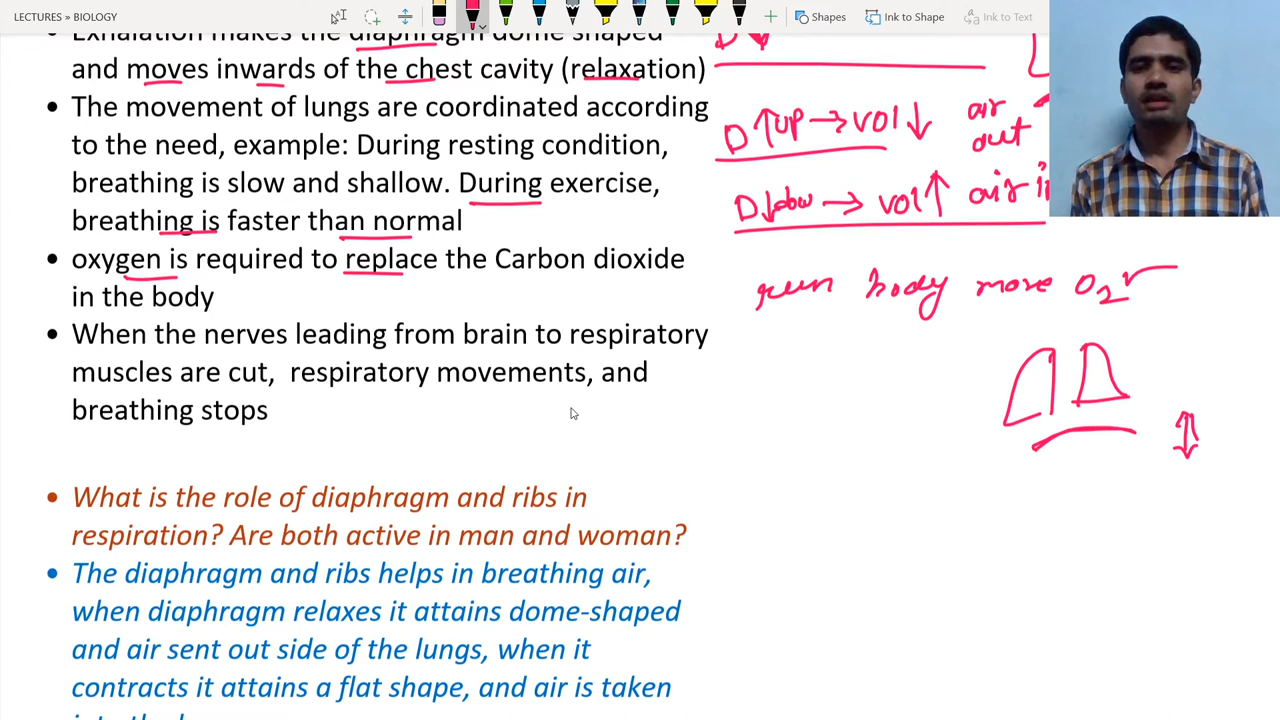 LECTURES » BIOLOGY
Shapes
Ink to Shape
Ink to Text
• Exhalation makes the diaphragm dome shaped
and moves inwards of the chest cavity (relaxation)
• The movement of lungs are coordinated according
to the need, example: During resting condition,
breathing is slow and shallow. During exercise,
breathing is faster than normal
• oxygen is required to replace the Carbon dioxide
in the body
• When the nerves leading from brain to respiratory
muscles are cut, respiratory movements, and
breathing stops
• What is the role of diaphragm and ribs in
respiration? Are both active in man and woman?
• The diaphragm and ribs helps in breathing air,
when diaphragm relaxes it attains dome-shaped
and air sent out side of the lungs, when it
contracts it attains a flat shape, and air is taken
D↓
D↑up → vol↓ air
out
D↓ → vol↑ air
body more O₂ ✓